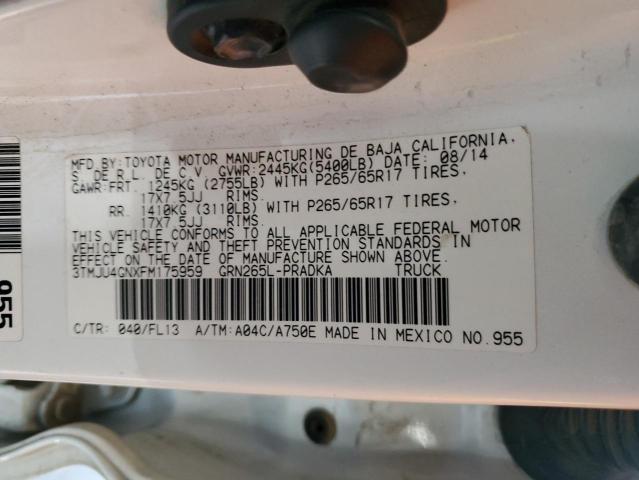 MFD.BY:TOYOTA MOTOR MANUFACTURING DE BAJA CALIFORNIA,
S. DE R.L. DE C.V. GVWR:2445KG(5400LB) DATE: 08/14
GAWR:FRT. 1245KG (2755LB) WITH P265/65R17 TIRES,
17X7.5JJ RIMS.
RR. 1410KG (3110LB) WITH P265/65R17 TIRES,
17X7.5JJ RIMS.
THIS VEHICLE CONFORMS TO ALL APPLICABLE FEDERAL MOTOR
VEHICLE SAFETY AND THEFT PREVENTION STANDARDS IN
EFFECT ON THE DATE OF MANUFACTURE SHOWN ABOVE.
3TMJU4GNXFM175959 GRN265L-PRADKA TRUCK
C/TR: 040/FL13 A/TM:A04C/A750E MADE IN MEXICO NO.955
955